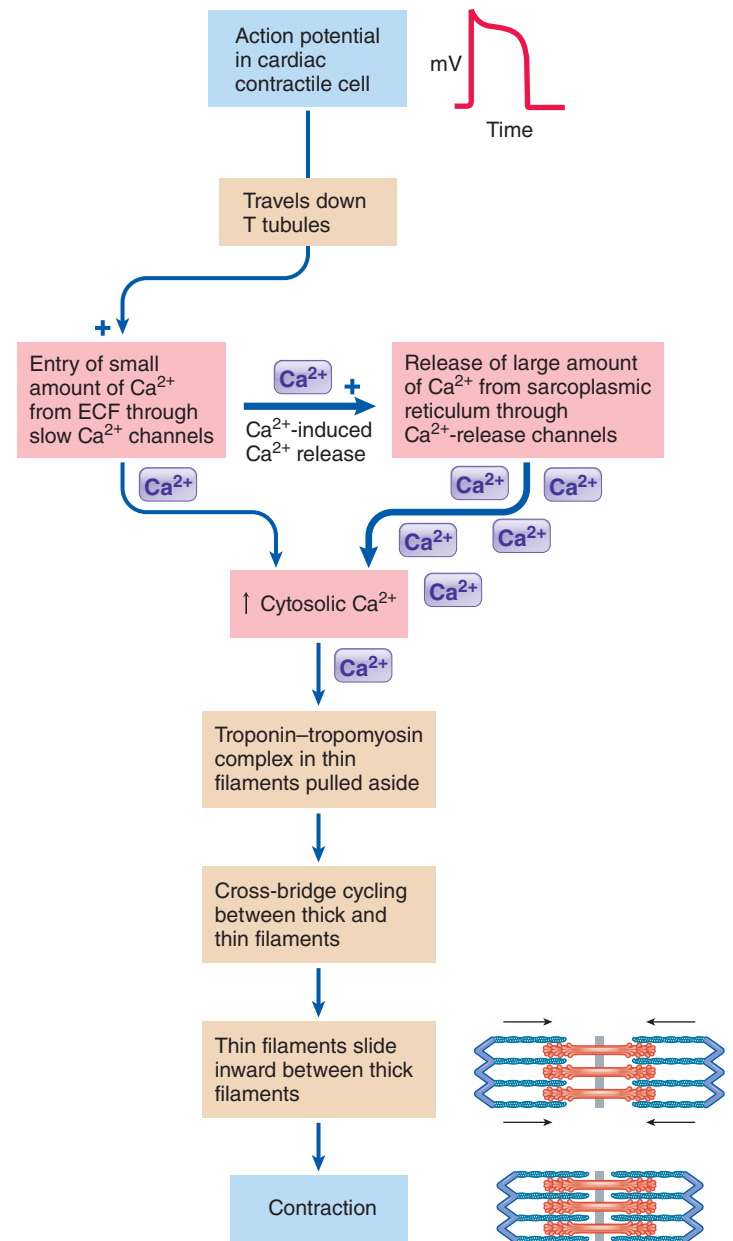 Action potential
in cardiac
contractile cell
mV
Time
Travels down
T tubules
+
Entry of small
amount of Ca²⁺
from ECF through
slow Ca²⁺ channels
Ca²⁺
+
Ca²⁺-induced
Ca²⁺ release
Release of large amount
of Ca²⁺ from sarcoplasmic
reticulum through
Ca²⁺-release channels
Ca²⁺
Ca²⁺
Ca²⁺
Ca²⁺
Ca²⁺
Ca²⁺
↑ Cytosolic Ca²⁺
Ca²⁺
Troponin–tropomyosin
complex in thin
filaments pulled aside
Cross-bridge cycling
between thick and
thin filaments
Thin filaments slide
inward between thick
filaments
Contraction